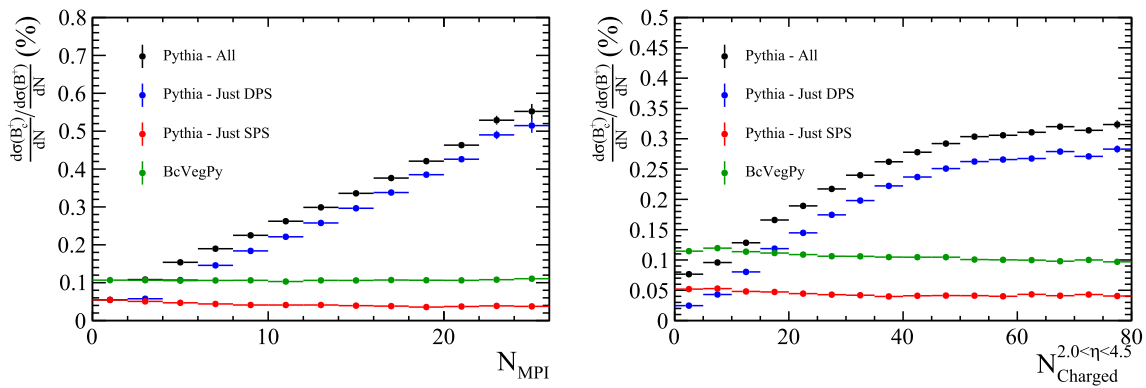 dσ(B_c^+)/dN / dσ(B^+)/dN (%)
0.8
0.7
0.6
0.5
0.4
0.3
0.2
0.1
0
Pythia - All
Pythia - Just DPS
Pythia - Just SPS
BcVegPy
0 10 20
N_MPI
dσ(B_c^+)/dN / dσ(B^+)/dN (%)
0.5
0.45
0.4
0.35
0.3
0.25
0.2
0.15
0.1
0.05
0
Pythia - All
Pythia - Just DPS
Pythia - Just SPS
BcVegPy
0 20 40 60 80
N_Charged^2.0<η<4.5